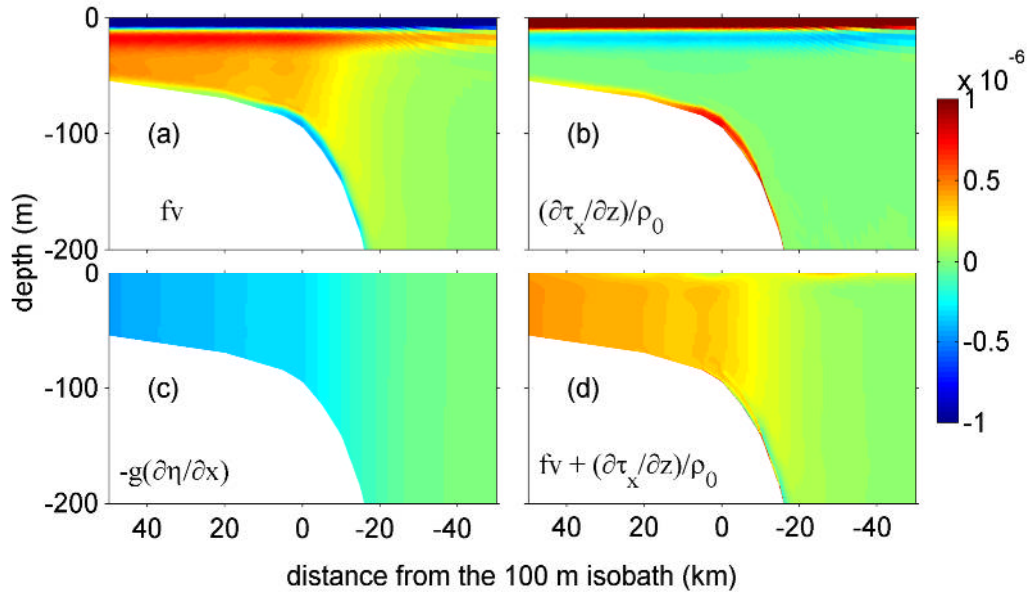 0
-100
-200
(a)
fv
(b)
(∂τx/∂z)/ρ0
x 10-6
1
0.5
0
-0.5
-1
depth (m)
0
-100
-200
(c)
-g(∂η/∂x)
(d)
fv + (∂τx/∂z)/ρ0
40 20 0 -20 -40
40 20 0 -20 -40
distance from the 100 m isobath (km)